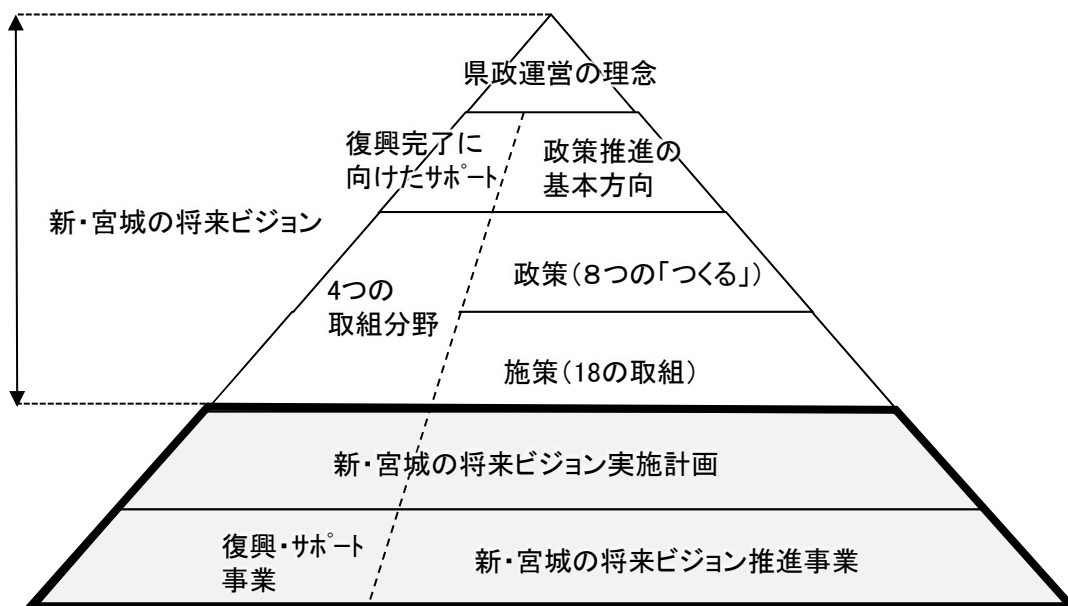 県政運営の理念
復興完了に
向けたサポート
政策推進の
基本方向
新・宮城の将来ビジョン
4つの
取組分野
政策(8つの「つくる」)
施策(18の取組)
新・宮城の将来ビジョン実施計画
復興・サポート
事業
新・宮城の将来ビジョン推進事業